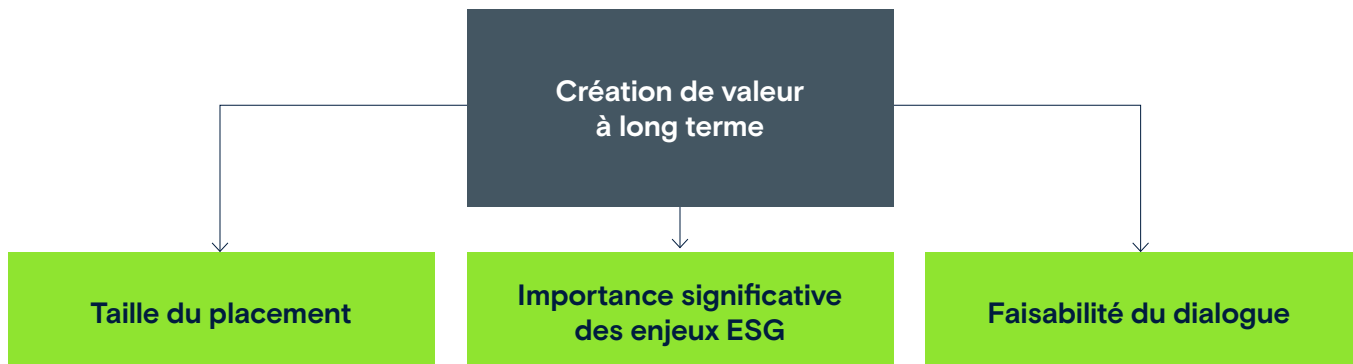 Création de valeur
à long terme
Taille du placement
Importance significative
des enjeux ESG
Faisabilité du dialogue